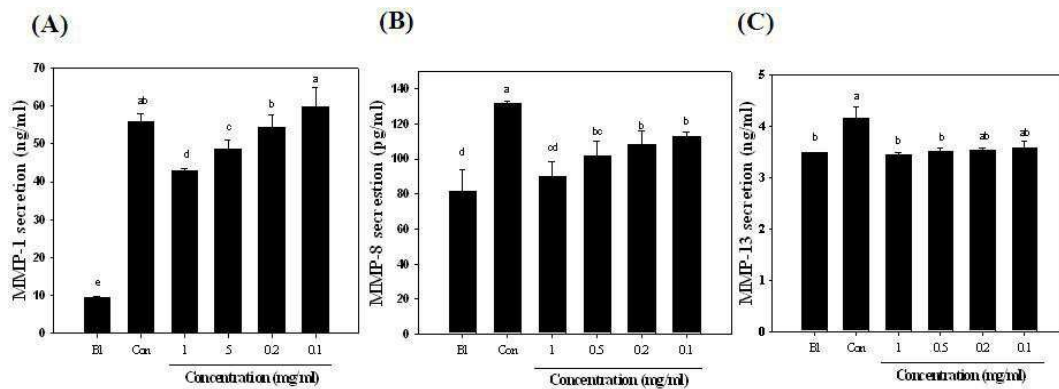 (A)
MMP-1 secretion (ng/ml)
70
60
50
40
30
20
10
0
e
ab
d
c
b
a
Bl
Con
1
5
0.2
0.1
Concentration (mg/ml)
(B)
MMP-8 secrestion (pg/ml)
140
120
100
80
60
40
20
0
d
a
cd
bc
b
b
Bl
Con
1
0.5
0.2
0.1
Concentration (mg/ml)
(C)
MMP-13 secretion (ng/ml)
5
4
3
2
1
0
b
a
b
b
ab
ab
Bl
Con
1
0.5
0.2
0.1
Concentration (mg/ml)